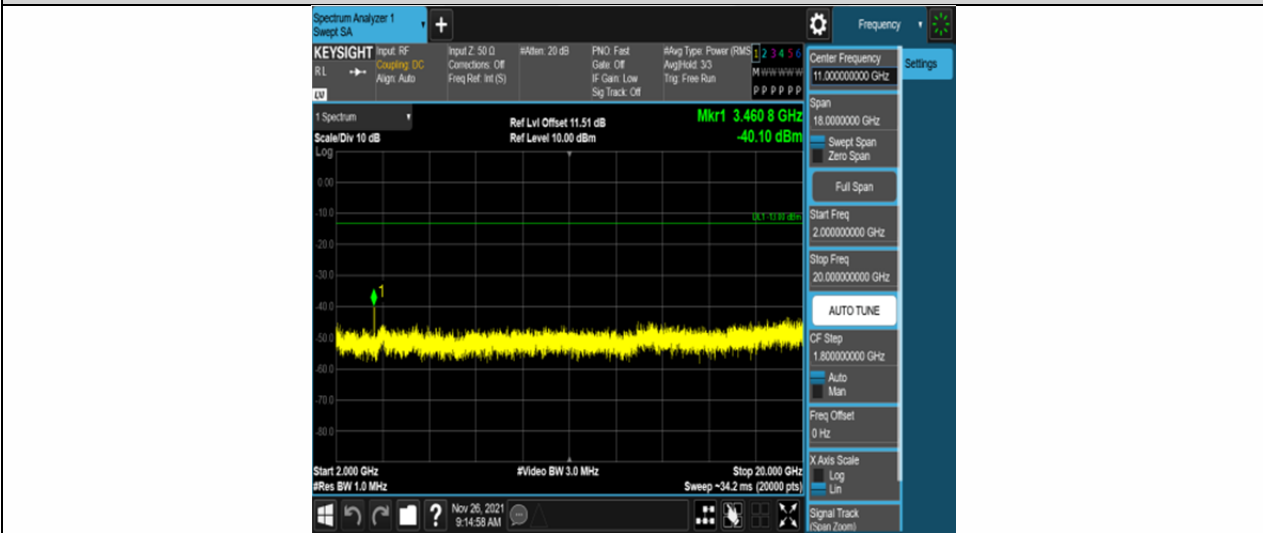 Spectrum Analyzer 1
Swept SA
+
Frequency
KEYSIGHT
RL
LV
Input: RF
Coupling: DC
Align: Auto
Input Z: 50 Ω
Corrections: Off
Freq Ref: Int (S)
#Atten: 20 dB
PNO: Fast
Gate: Off
IF Gain: Low
Sig Track: Off
#Avg Type: Power (RMS
Avg|Hold: 3/3
Trig: Free Run
1 2 3 4 5 6
M W W W W W
P P P P P P
1 Spectrum
Scale/Div 10 dB
Log
Ref Lvl Offset 11.51 dB
Ref Level 10.00 dBm
Mkr1 3.460 8 GHz
-40.10 dBm
0.00
-10.0
-20.0
-30.0
-40.0
-50.0
-60.0
-70.0
-80.0
DL1 -13.00 dBm
1
Start 2.000 GHz
#Res BW 1.0 MHz
#Video BW 3.0 MHz
Stop 20.000 GHz
Sweep ~34.2 ms (20000 pts)
?
Nov 26, 2021
9:14:58 AM
Center Frequency
11.000000000 GHz
Settings
Span
18.0000000 GHz
Swept Span
Zero Span
Full Span
Start Freq
2.000000000 GHz
Stop Freq
20.000000000 GHz
AUTO TUNE
CF Step
1.800000000 GHz
Auto
Man
Freq Offset
0 Hz
X Axis Scale
Log
Lin
Signal Track
(Span Zoom)